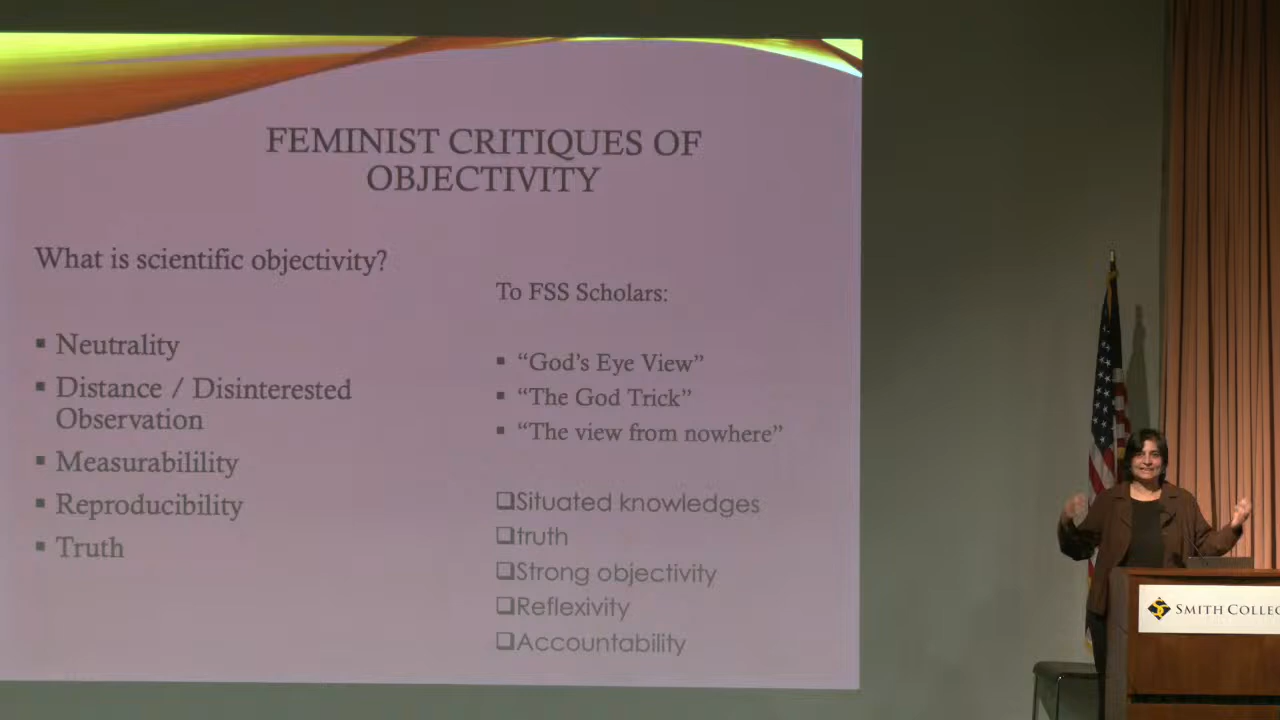 FEMINIST CRITIQUES OF
OBJECTIVITY
What is scientific objectivity?
▪ Neutrality
▪ Distance / Disinterested
Observation
▪ Measurabilility
▪ Reproducibility
▪ Truth
To FSS Scholars:
▪ “God’s Eye View”
▪ “The God Trick”
▪ “The view from nowhere”
❑Situated knowledges
❑truth
❑Strong objectivity
❑Reflexivity
❑Accountability
SMITH COLLEG